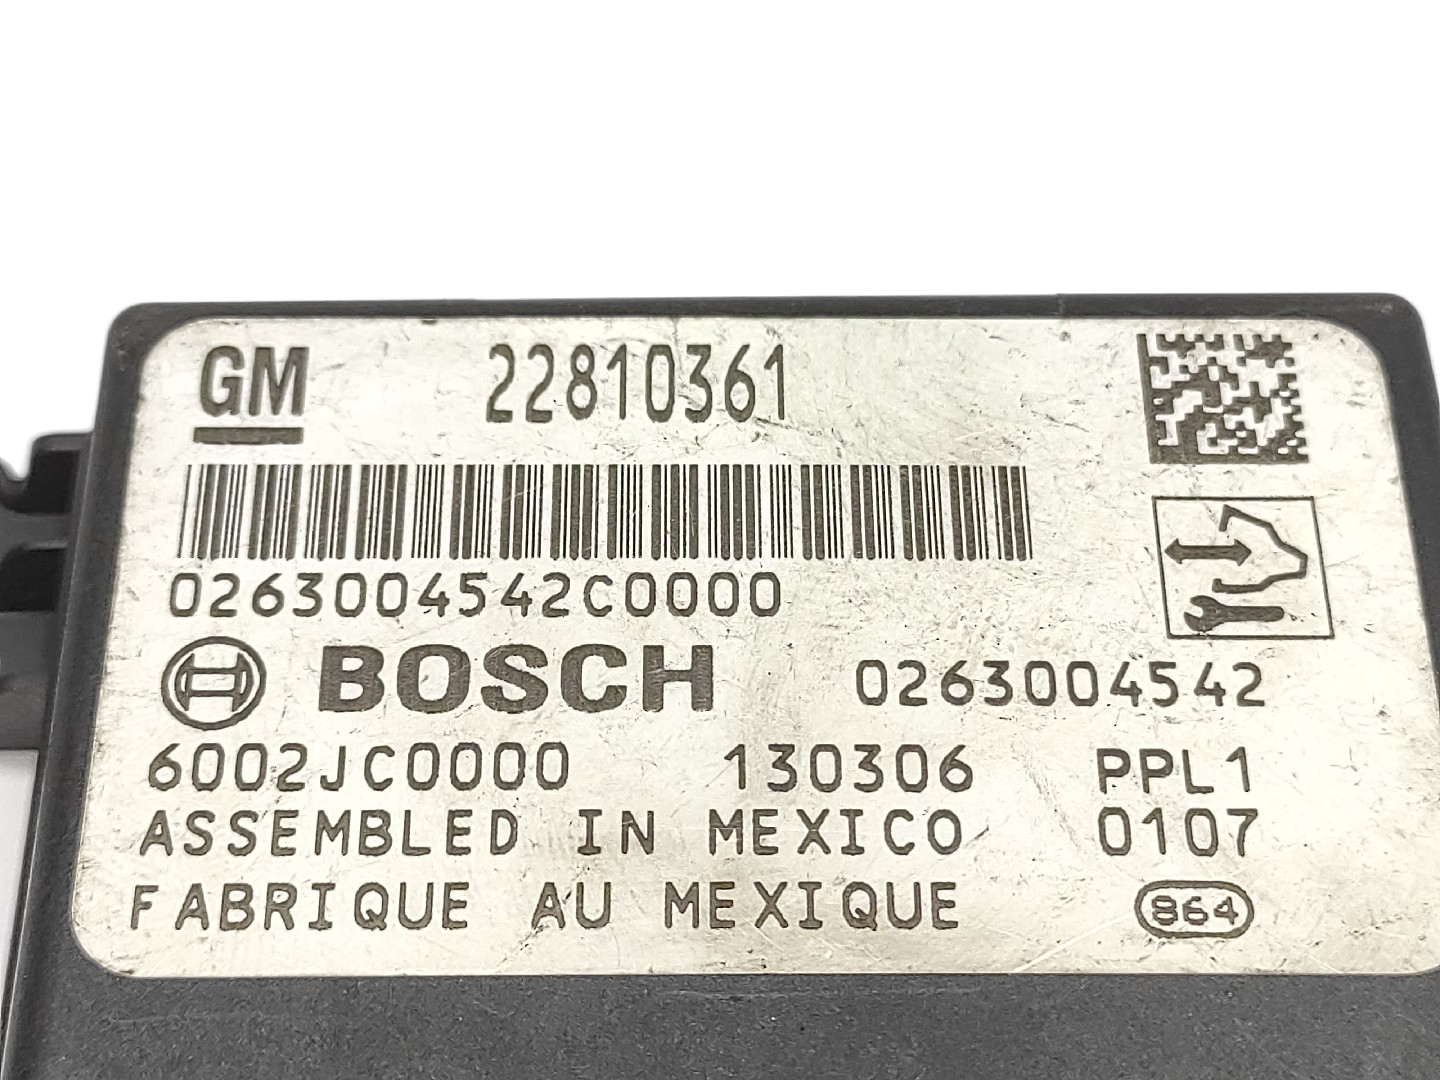 GM 22810361
0263004542C0000
BOSCH 0263004542
6002JC0000 130306 PPL1
ASSEMBLED IN MEXICO 0107
FABRIQUE AU MEXIQUE 864